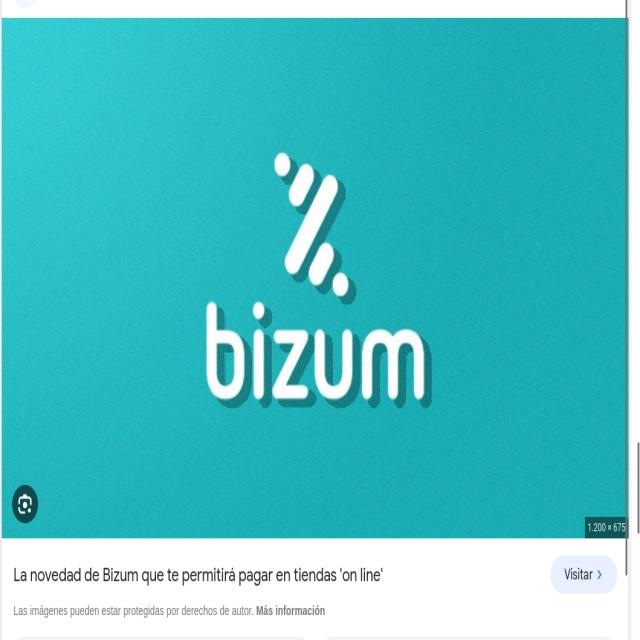 bizum
1.200 × 675
La novedad de Bizum que te permitirá pagar en tiendas 'on line'
Visitar
Las imágenes pueden estar protegidas por derechos de autor. Más información